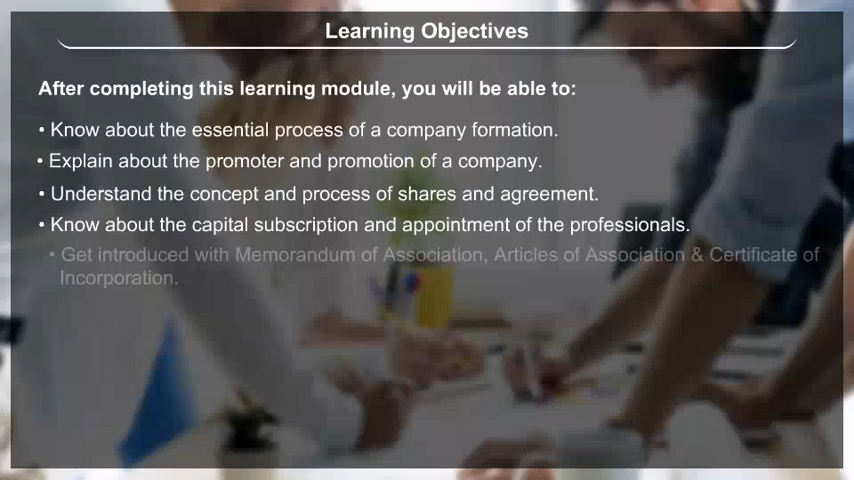 Learning Objectives
After completing this learning module, you will be able to:
• Know about the essential process of a company formation.
• Explain about the promoter and promotion of a company.
• Understand the concept and process of shares and agreement.
• Know about the capital subscription and appointment of the professionals.
• Get introduced with Memorandum of Association, Articles of Association & Certificate of
Incorporation.